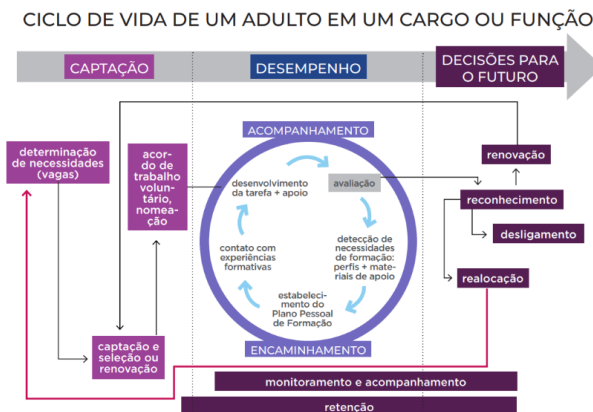 CICLO DE VIDA DE UM ADULTO EM UM CARGO OU FUNÇÃO
CAPTAÇÃO
DESEMPENHO
DECISÕES PARA
O FUTURO
determinação
de necessidades
(vagas)
acor-
do de
trabalho
volun-
tário,
nomea-
ção
captação e
seleção ou
renovação
ACOMPANHAMENTO
desenvolvimento
da tarefa + apoio
avaliação
detecção de
necessidades
de formação:
perfis + mate-
riais de apoio
estabeleci-
mento do
Plano Pessoal
de Formação
contato com
experiências
formativas
ENCAMINHAMENTO
renovação
reconhecimento
desligamento
realocação
monitoramento e acompanhamento
retenção